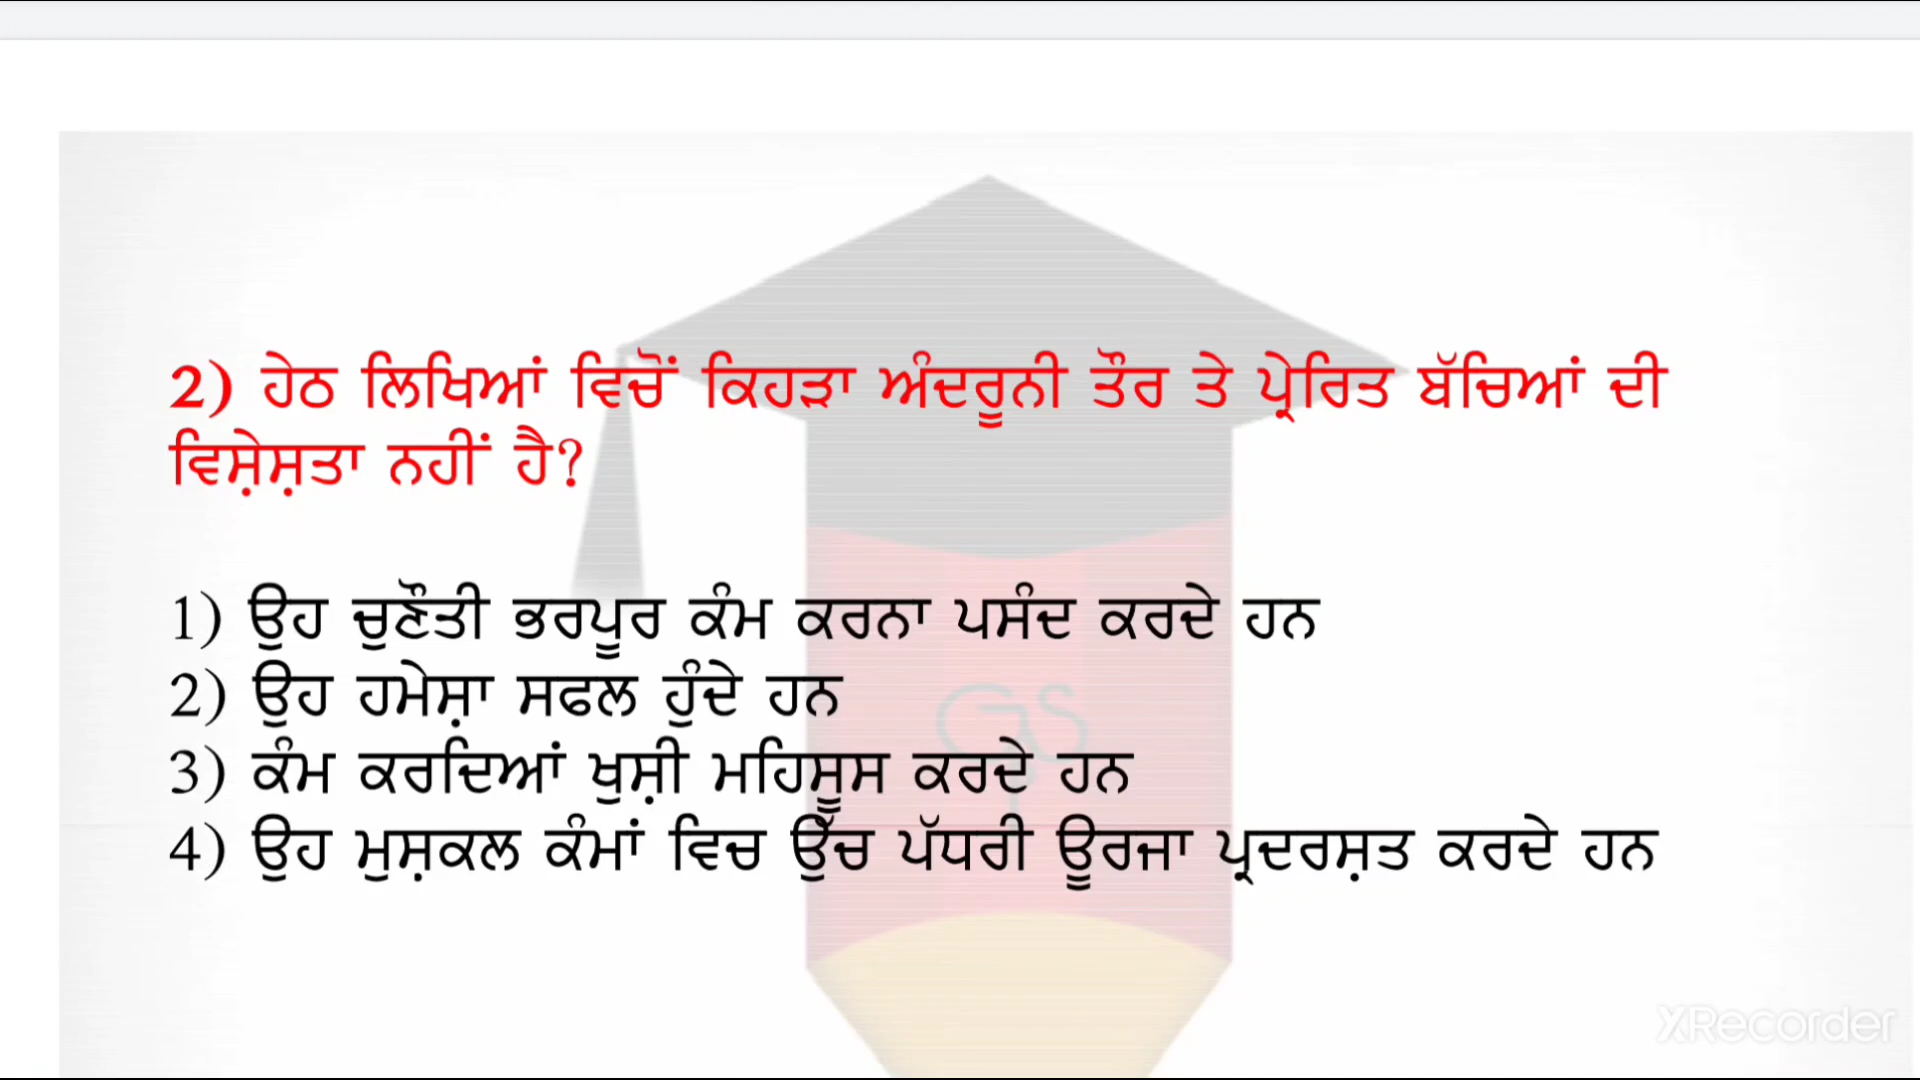 2) ਹੇਠ ਲਿਖਿਆਂ ਵਿਚੋਂ ਕਿਹੜਾ ਅੰਦਰੂਨੀ ਤੌਰ ਤੇ ਪ੍ਰੇਰਿਤ ਬੱਚਿਆਂ ਦੀ
ਵਿਸ਼ੇਸ਼ਤਾ ਨਹੀਂ ਹੈ?
1) ਉਹ ਚੁਣੌਤੀ ਭਰਪੂਰ ਕੰਮ ਕਰਨਾ ਪਸੰਦ ਕਰਦੇ ਹਨ
2) ਉਹ ਹਮੇਸ਼ਾ ਸਫਲ ਹੁੰਦੇ ਹਨ
3) ਕੰਮ ਕਰਦਿਆਂ ਖੁਸ਼ੀ ਮਹਿਸੂਸ ਕਰਦੇ ਹਨ
4) ਉਹ ਮੁਸ਼ਕਲ ਕੰਮਾਂ ਵਿਚ ਉੱਚ ਪੱਧਰੀ ਊਰਜਾ ਪ੍ਰਦਰਸ਼ਤ ਕਰਦੇ ਹਨ
XRecorder